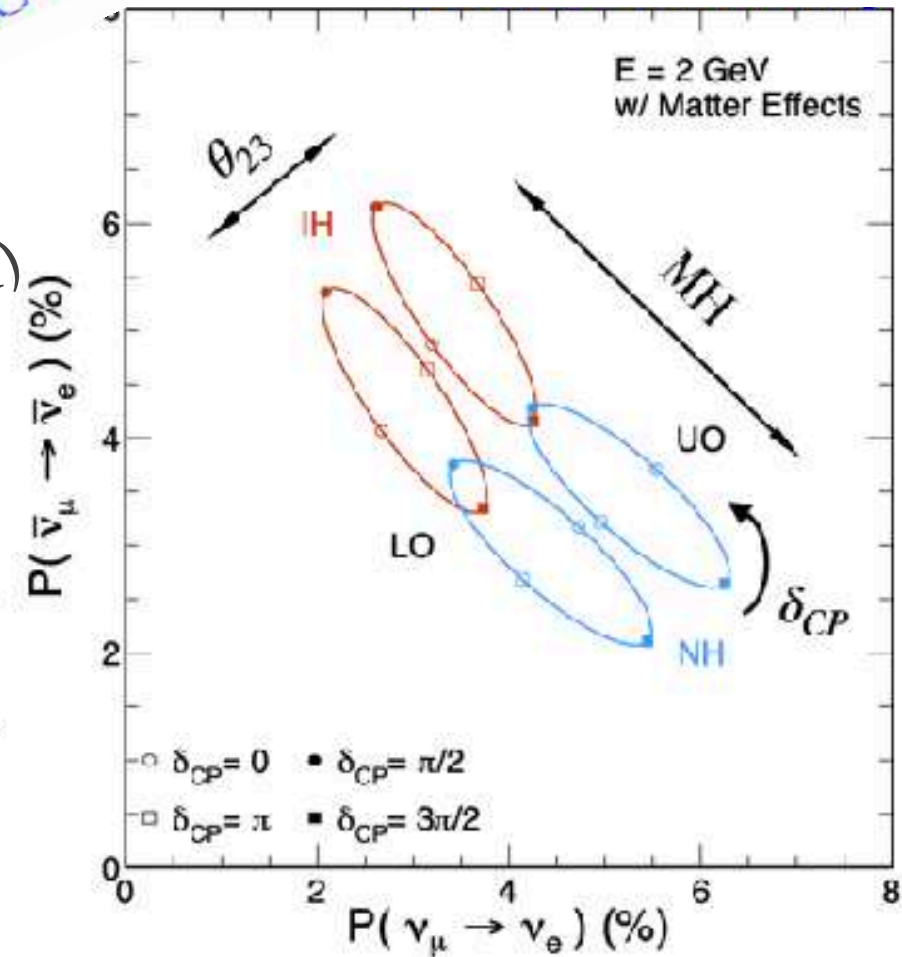 E = 2 GeV
w/ Matter Effects
θ23
IH
MH
UO
LO
δCP
NH
6
4
2
0
P( ν̄μ → ν̄e ) (%)
○ δCP= 0 ● δCP= π/2
□ δCP= π ■ δCP= 3π/2
0 2 4 6 8
P( νμ → νe ) (%)